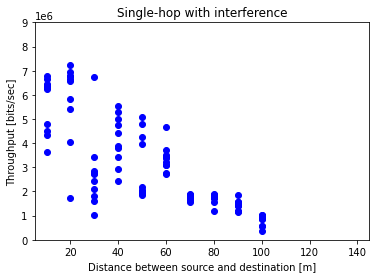 Single-hop with interference
1e6
9
8
7
6
5
4
3
2
1
0
Throughput [bits/sec]
20 40 60 80 100 120 140
Distance between source and destination [m]